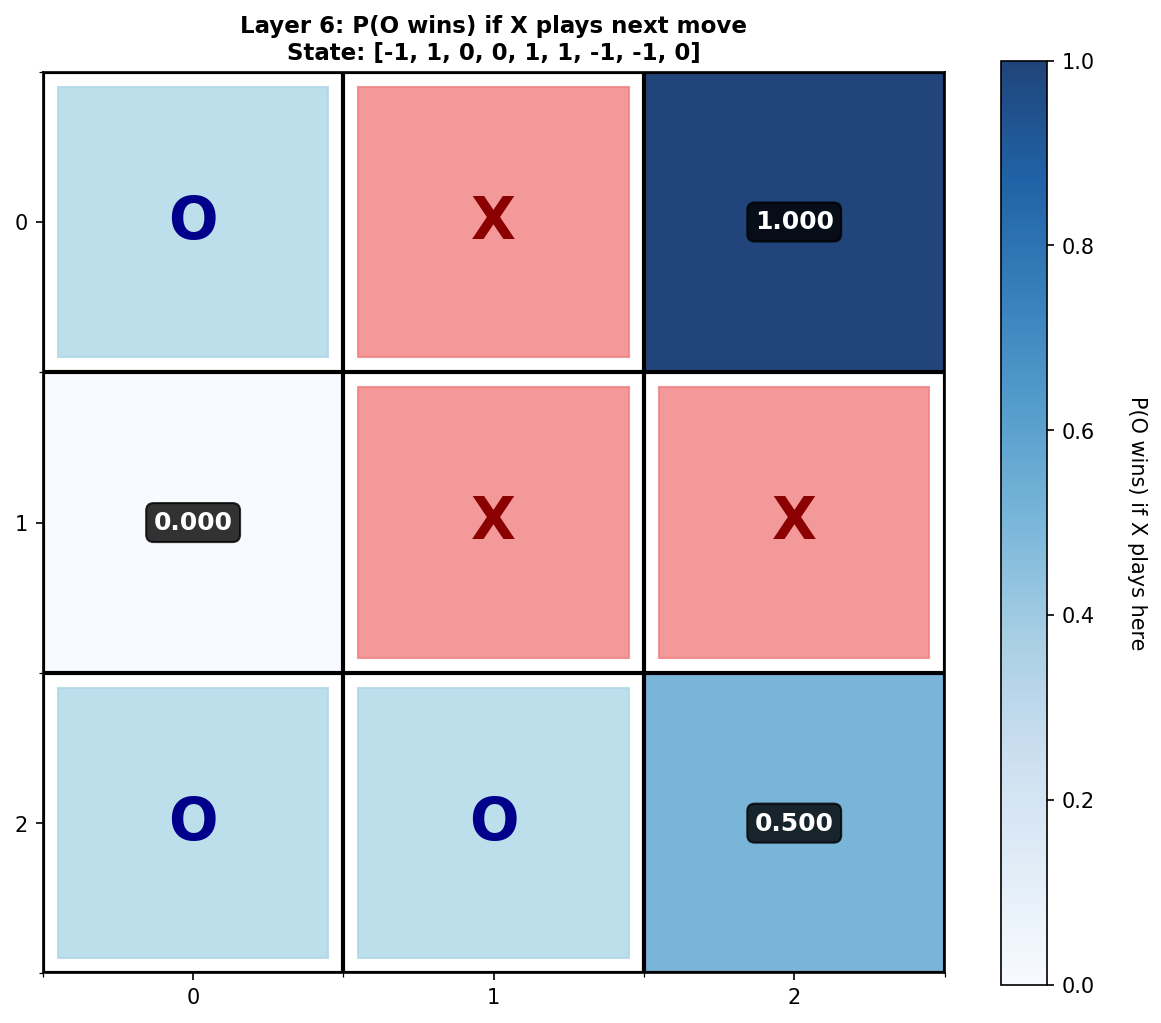 Layer 6: P(O wins) if X plays next move
State: [-1, 1, 0, 0, 1, 1, -1, -1, 0]
0
O
X
1.000
1
0.000
X
X
2
O
O
0.500
0
1
2
1.0
0.8
0.6
0.4
0.2
0.0
P(O wins) if X plays here